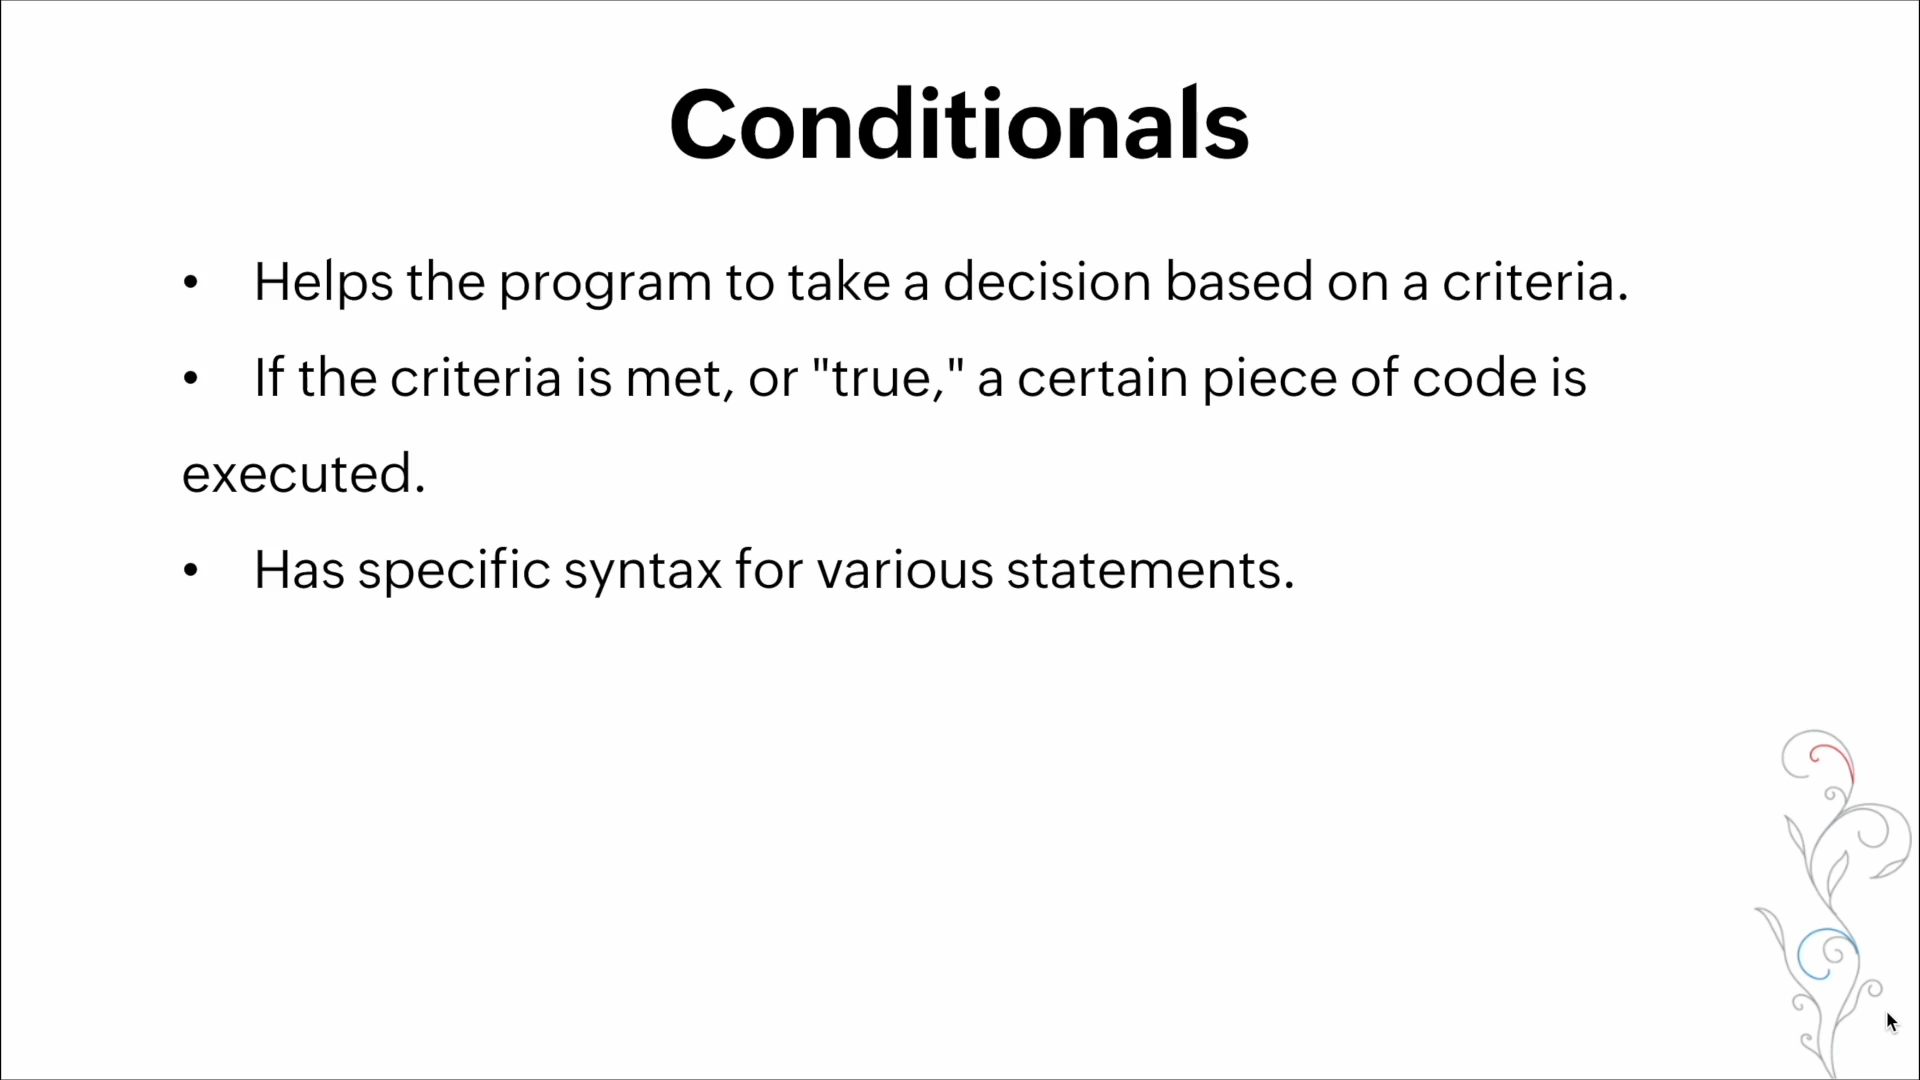 Conditionals
• Helps the program to take a decision based on a criteria.
• If the criteria is met, or "true," a certain piece of code is
executed.
• Has specific syntax for various statements.